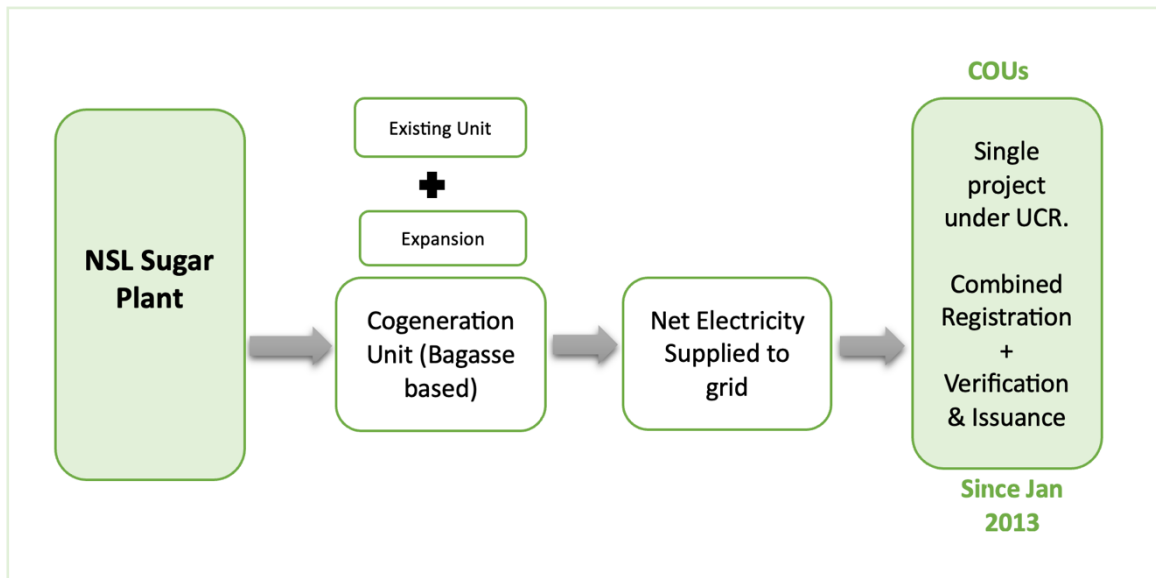 NSL Sugar
Plant
Existing Unit
Expansion
Cogeneration
Unit (Bagasse
based)
Net Electricity
Supplied to
grid
COUs
Single
project
under UCR.
Combined
Registration
+
Verification
& Issuance
Since Jan
2013